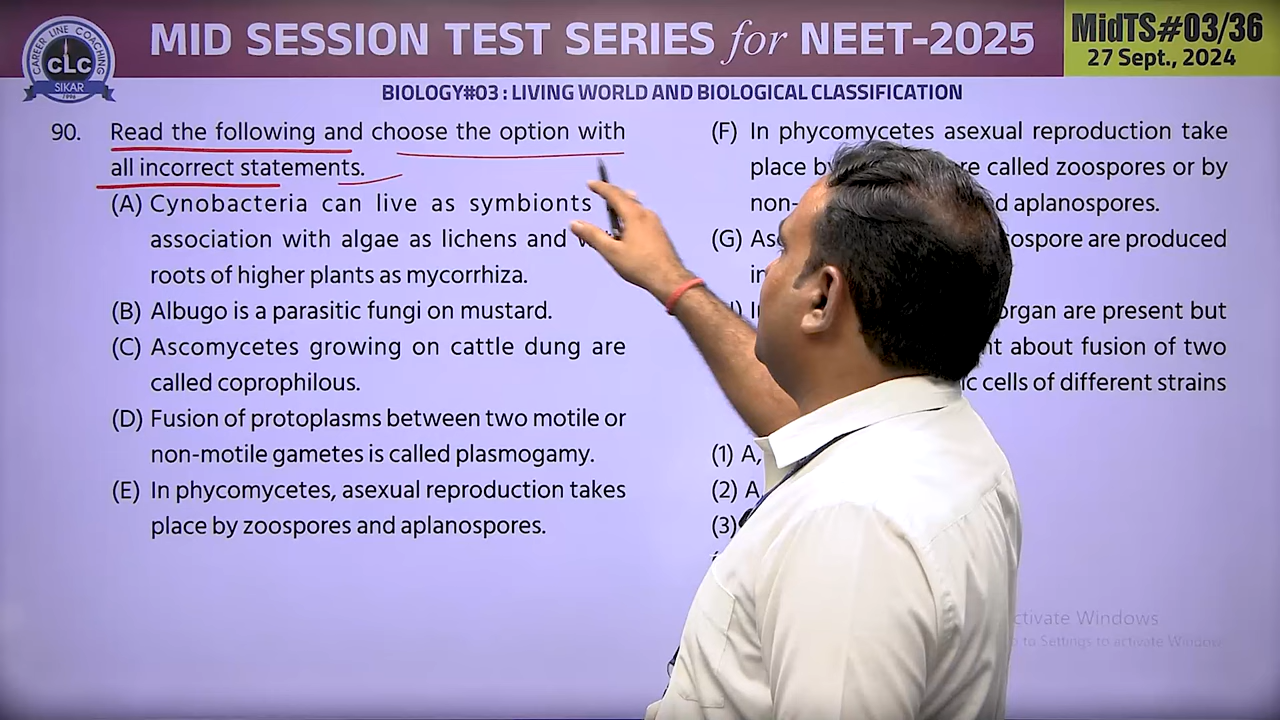 CAREER LINE COACHING
CLC
SIKAR
1996
MID SESSION TEST SERIES for NEET-2025
MidTS#03/36
27 Sept., 2024
BIOLOGY#03 : LIVING WORLD AND BIOLOGICAL CLASSIFICATION
90. Read the following and choose the option with
all incorrect statements.
(A) Cynobacteria can live as symbionts
association with algae as lichens and
roots of higher plants as mycorrhiza.
(B) Albugo is a parasitic fungi on mustard.
(C) Ascomycetes growing on cattle dung are
called coprophilous.
(D) Fusion of protoplasms between two motile or
non-motile gametes is called plasmogamy.
(E) In phycomycetes, asexual reproduction takes
place by zoospores and aplanospores.
(F) In phycomycetes asexual reproduction take
place by called zoospores or by
non- aplanospores.
(G) are produced
organ are present but
about fusion of two
cells of different strains
(1) A,
(2) A
(3)
Activate Windows
to Settings to activate Window